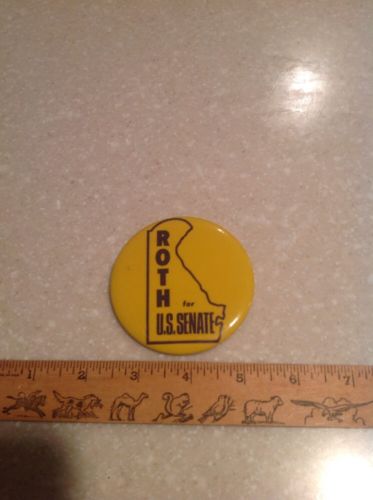 ROTH
for
U.S. SENATE
1 2 3 4 5 6 7